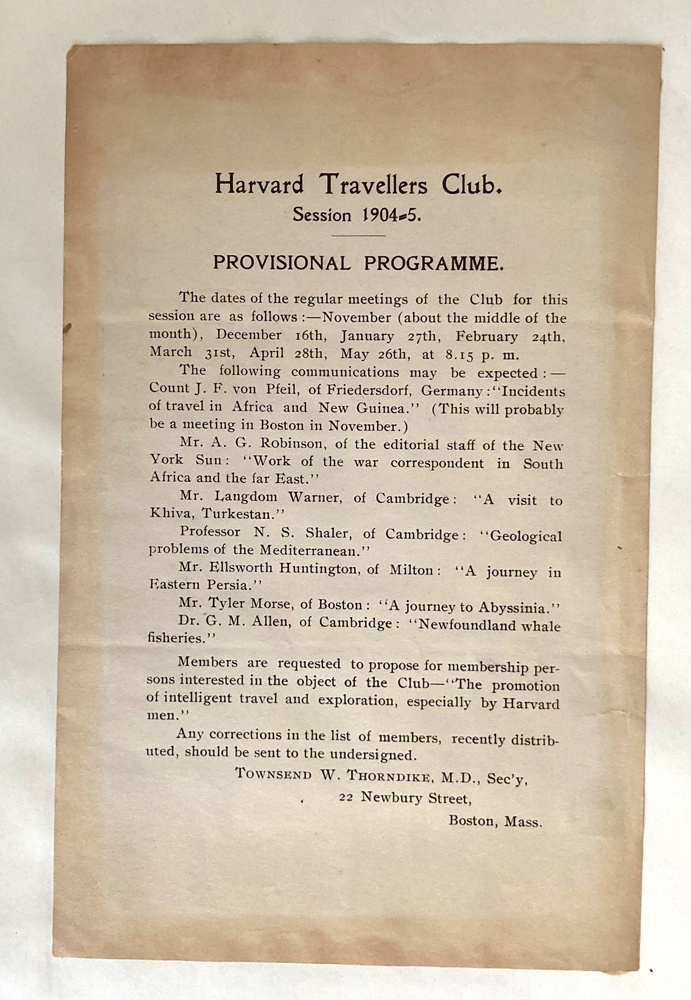 Harvard Travellers Club.
Session 1904-5.
PROVISIONAL PROGRAMME.
The dates of the regular meetings of the Club for this
session are as follows :—November (about the middle of the
month), December 16th, January 27th, February 24th,
March 31st, April 28th, May 26th, at 8.15 p. m.
The following communications may be expected :—
Count J. F. von Pfeil, of Friedersdorf, Germany :“Incidents
of travel in Africa and New Guinea.” (This will probably
be a meeting in Boston in November.)
Mr. A. G. Robinson, of the editorial staff of the New
York Sun : “Work of the war correspondent in South
Africa and the far East.”
Mr. Langdom Warner, of Cambridge : “A visit to
Khiva, Turkestan.”
Professor N. S. Shaler, of Cambridge : “Geological
problems of the Mediterranean.”
Mr. Ellsworth Huntington, of Milton : “A journey in
Eastern Persia.”
Mr. Tyler Morse, of Boston : “A journey to Abyssinia.”
Dr. G. M. Allen, of Cambridge : “Newfoundland whale
fisheries.”
Members are requested to propose for membership per-
sons interested in the object of the Club—“The promotion
of intelligent travel and exploration, especially by Harvard
men.”
Any corrections in the list of members, recently distrib-
uted, should be sent to the undersigned.
TOWNSEND W. THORNDIKE, M.D., Sec’y,
22 Newbury Street,
Boston, Mass.